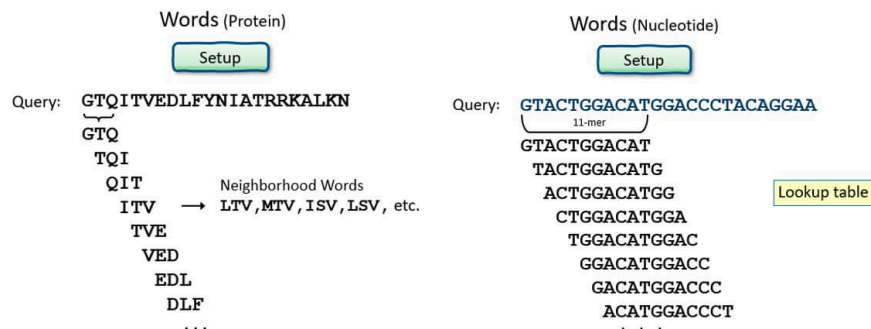 Words (Protein)
Setup
Query: GTQITVEDLFYNIATRRKALKN
GTQ
TQI
QIT
Neighborhood Words
ITV → LTV,MTV,ISV,LSV, etc.
TVE
VED
EDL
DLF
...
Words (Nucleotide)
Setup
Query: GTACTGGACATGGACCCTACAGGAA
11-mer
GTACTGGACAT
TACTGGACATG
ACTGGACATGG
CTGGACATGGA
TGGACATGGAC
GGACATGGACC
GACATGGACCC
ACATGGACCCT
...
Lookup table